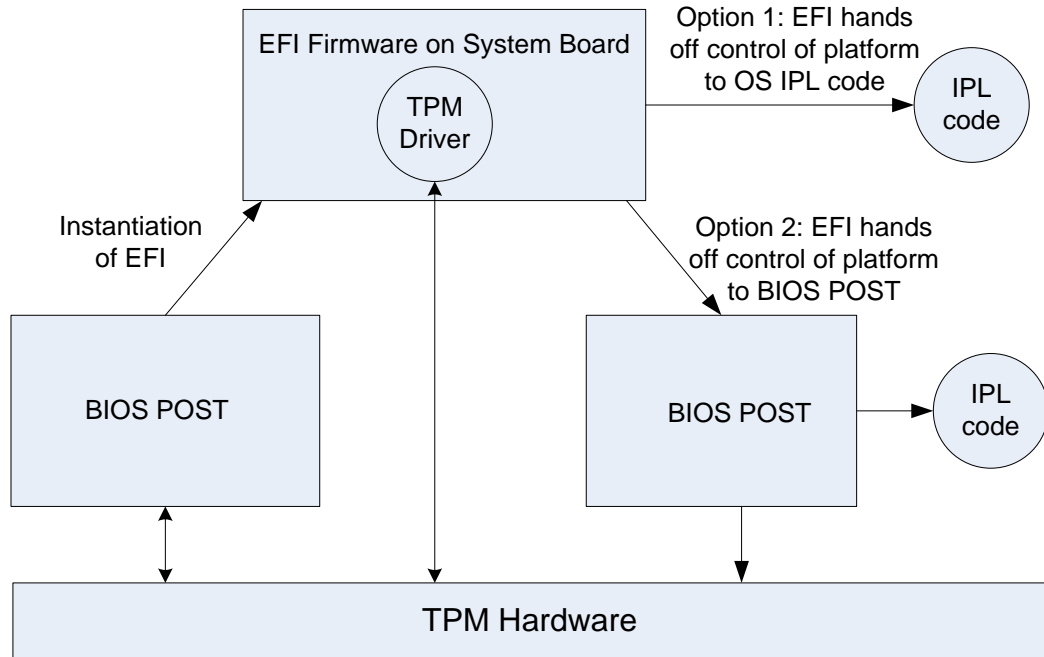 EFI Firmware on System Board
TPM
Driver
Option 1: EFI hands
off control of platform
to OS IPL code
IPL
code
Instantiation
of EFI
Option 2: EFI hands
off control of platform
to BIOS POST
BIOS POST
BIOS POST
IPL
code
TPM Hardware